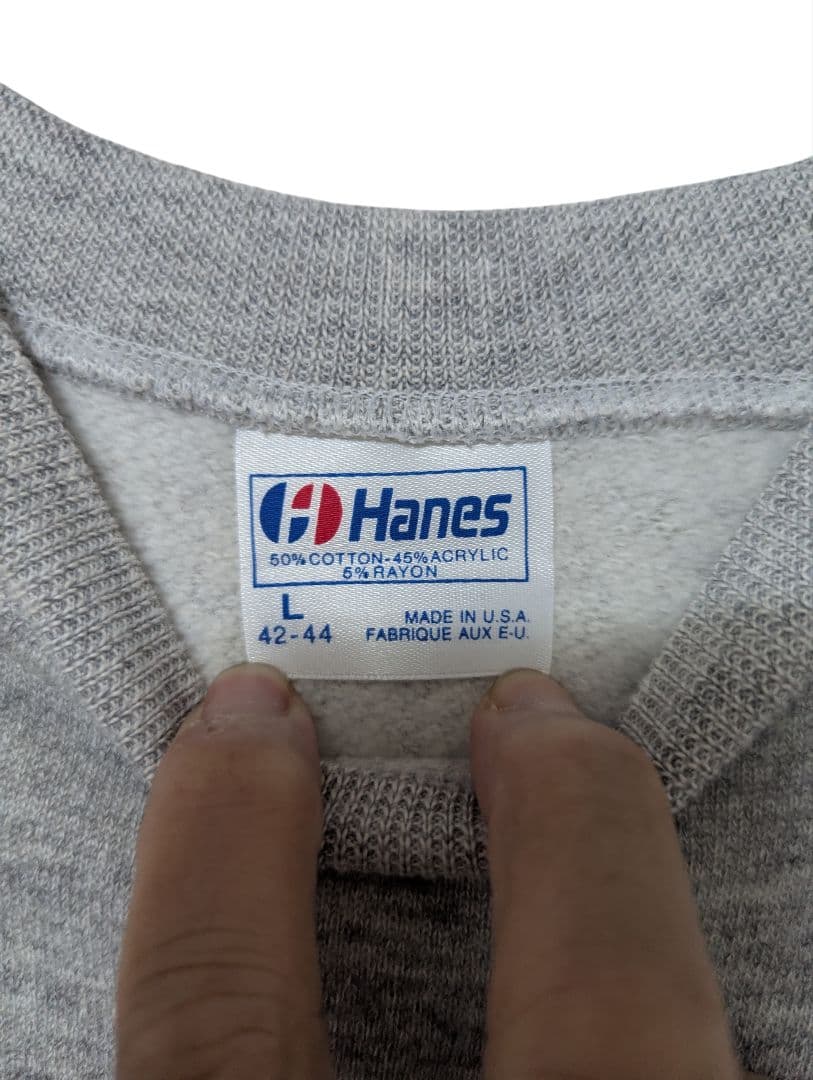 Hanes
50% COTTON-45% ACRYLIC
5% RAYON
L
42-44
MADE IN U.S.A.
FABRIQUE AUX E-U.